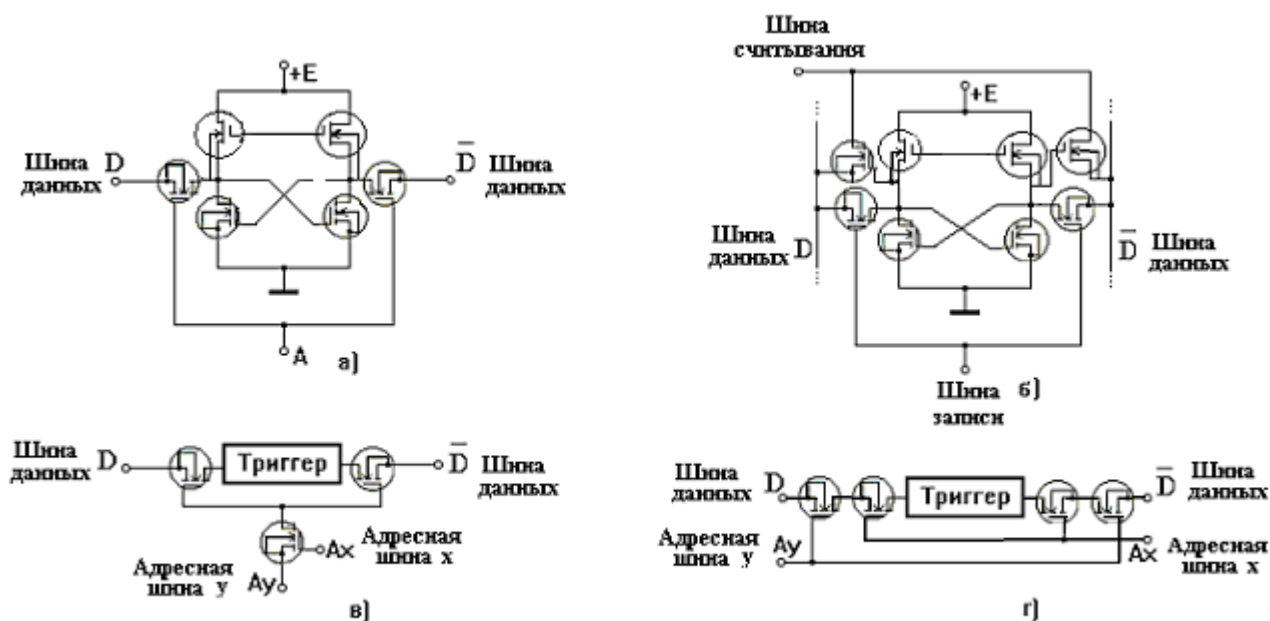 Шина
считывания
+E
+E
Шина
данных
D
D̅
Шина
данных
Шина
данных
D
D̅
Шина
данных
A
а)
Шина
записи
б)
Шина
данных
D
Триггер
D̅
Шина
данных
Ax
Адресная
шина x
Адресная
шина y
Ay
в)
Шина
данных
D
Триггер
D̅
Шина
данных
Адресная
шина y
Ay
Ax
Адресная
шина x
г)